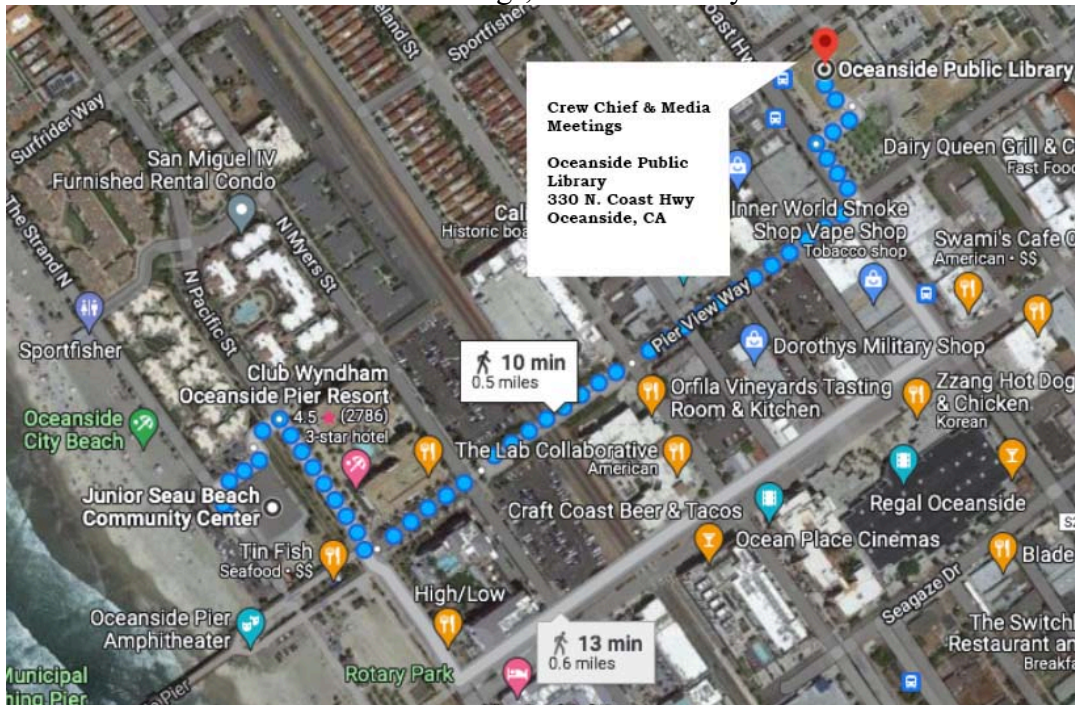 Sportfisher
Coast Hwy
Oceanside Public Library
Crew Chief & Media
Meetings
Oceanside Public
Library
330 N. Coast Hwy
Oceanside, CA
Surfrider Way
San Miguel IV
Furnished Rental Condo
Dairy Queen Grill & C
Fast Food
The Strand N
N Myers St
N Pacific St
Cali
Historic boa
Inner World Smoke
Shop Vape Shop
Tobacco shop
Swami's Cafe
American • $$
Pier View Way
Sportfisher
10 min
0.5 miles
Dorothys Military Shop
Club Wyndham
Oceanside Pier Resort
4.5 ★ (2786)
3-star hotel
Orfila Vineyards Tasting
Room & Kitchen
Zzang Hot Dog
& Chicken
Korean
Oceanside
City Beach
The Lab Collaborative
American
Junior Seau Beach
Community Center
Craft Coast Beer & Tacos
Regal Oceanside
Ocean Place Cinemas
Tin Fish
Seafood • $$
High/Low
Blade
Seagaze Dr
Oceanside Pier
Amphitheater
13 min
0.6 miles
Rotary Park
The Switch
Restaurant an
Breakfa
Municipal
Pier